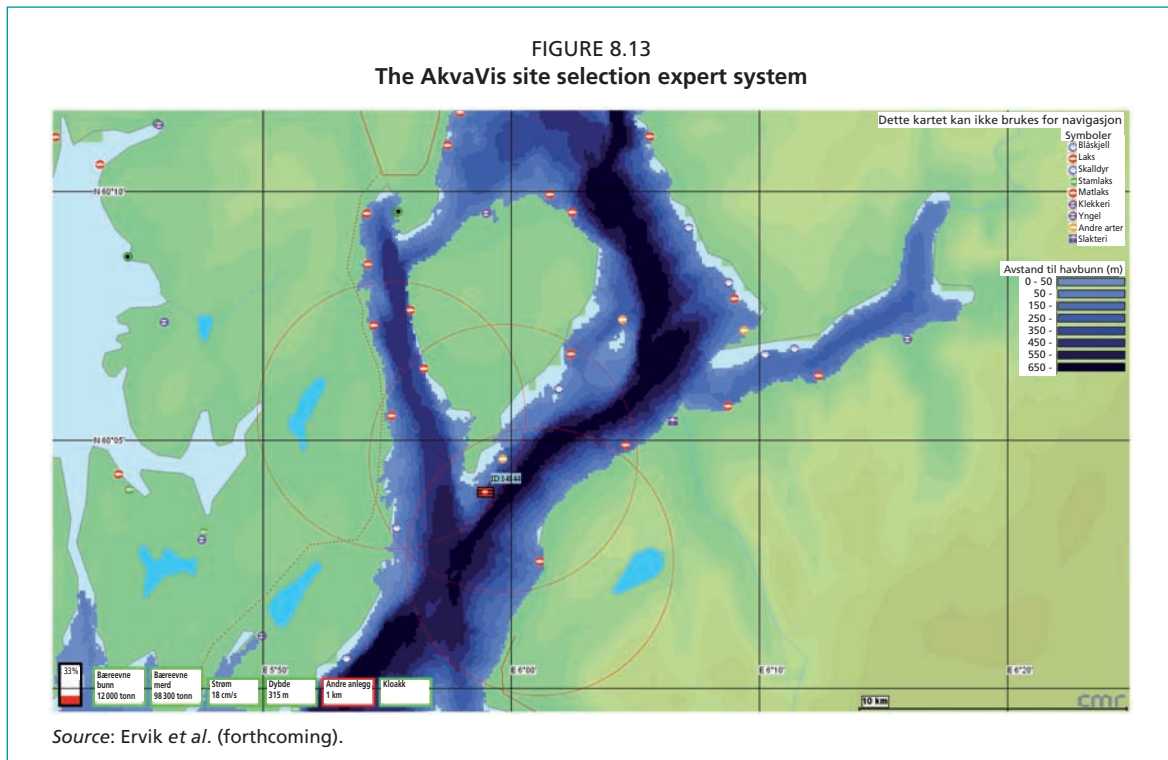 FIGURE 8.13
The AkvaVis site selection expert system
Dette kartet kan ikke brukes for navigasjon
Symboler
Blåskjell
Laks
Skalldyr
Stamlaks
Matlaks
Klekkeri
Yngel
Andre arter
Slakteri
Avstand til havbunn (m)
0 - 50
50 -
150 -
250 -
350 -
450 -
550 -
650 -
N 60°10'
N 60°05'
ID:14844
E 5°50'
E 6°00'
E 6°10'
E 6°20'
33%
Bæreevne
bunn
12 000 tonn
Bæreevne
merd
98 300 tonn
Strøm
18 cm/s
Dybde
315 m
Andre anlegg
1 km
Kloakk
10 km
cmr
Source: Ervik et al. (forthcoming).